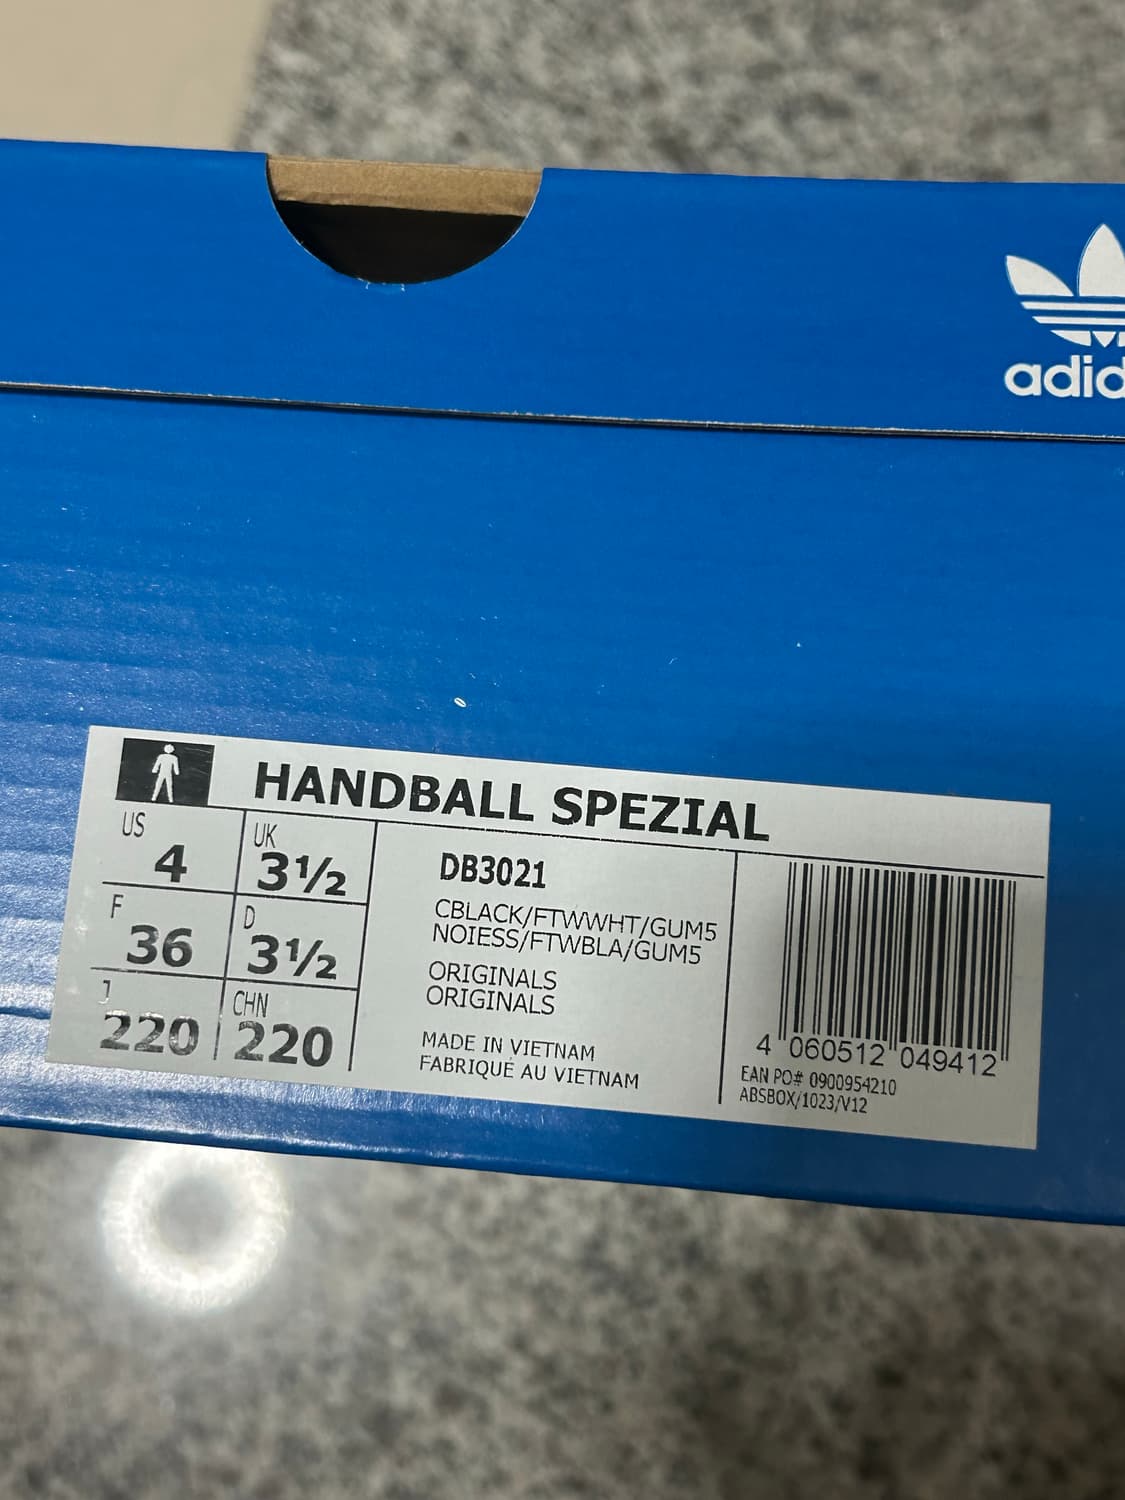 adid
HANDBALL SPEZIAL
US
4
UK
3½
F
36
D
3½
J
220
CHN
220
DB3021
CBLACK/FTWWHT/GUM5
NOIESS/FTWBLA/GUM5
ORIGINALS
ORIGINALS
MADE IN VIETNAM
FABRIQUÉ AU VIETNAM
4 060512 049412
EAN PO# 0900954210
ABSBOX/1023/V12